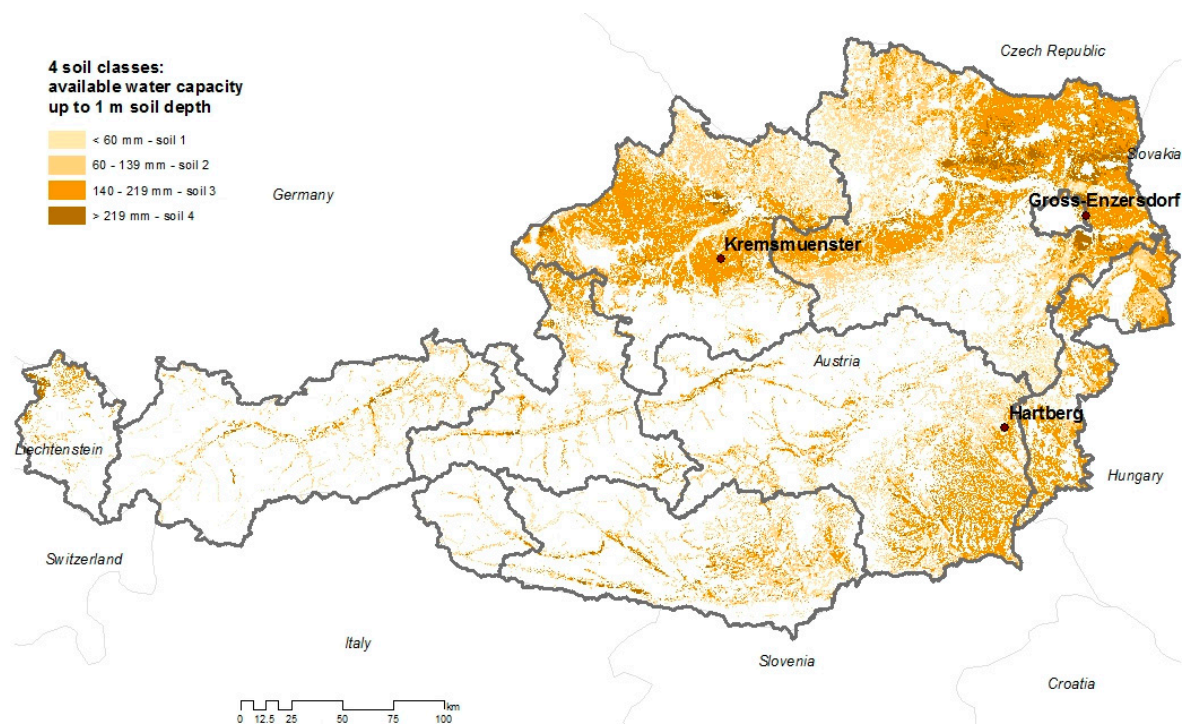 4 soil classes:
available water capacity
up to 1 m soil depth
< 60 mm - soil 1
60 - 139 mm - soil 2
140 - 219 mm - soil 3
> 219 mm - soil 4
Czech Republic
Germany
Slovakia
Gross-Enzersdorf
Kremsmuenster
Austria
Hartberg
Liechtenstein
Hungary
Switzerland
Italy
Slovenia
Croatia
km
0 12.5 25 50 75 100